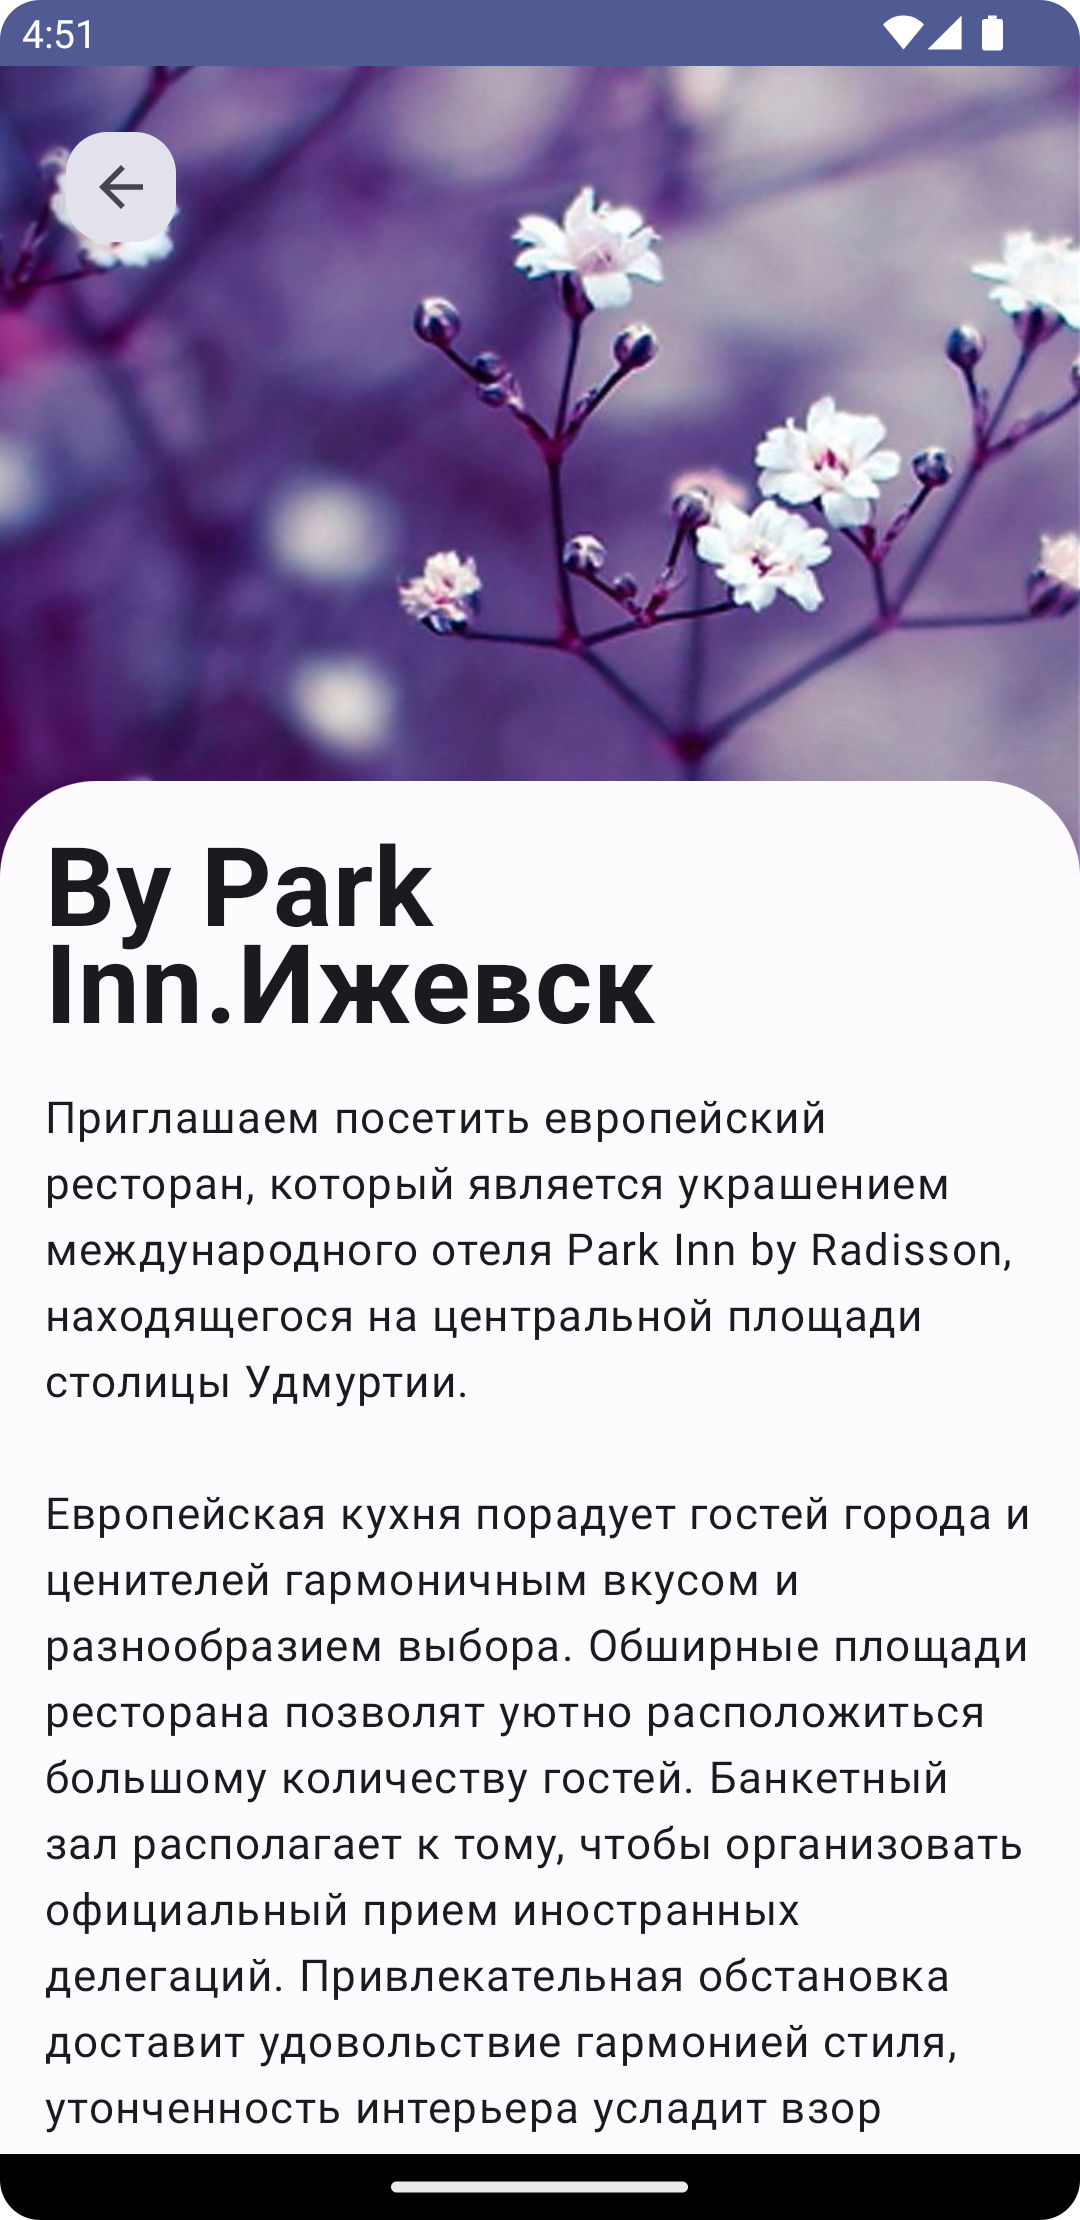 4:51
By Park
Inn.Ижевск
Приглашаем посетить европейский
ресторан, который является украшением
международного отеля Park Inn by Radisson,
находящегося на центральной площади
столицы Удмуртии.
Европейская кухня порадует гостей города и
ценителей гармоничным вкусом и
разнообразием выбора. Обширные площади
ресторана позволят уютно расположиться
большому количеству гостей. Банкетный
зал располагает к тому, чтобы организовать
официальный прием иностранных
делегаций. Привлекательная обстановка
доставит удовольствие гармонией стиля,
утонченность интерьера усладит взор